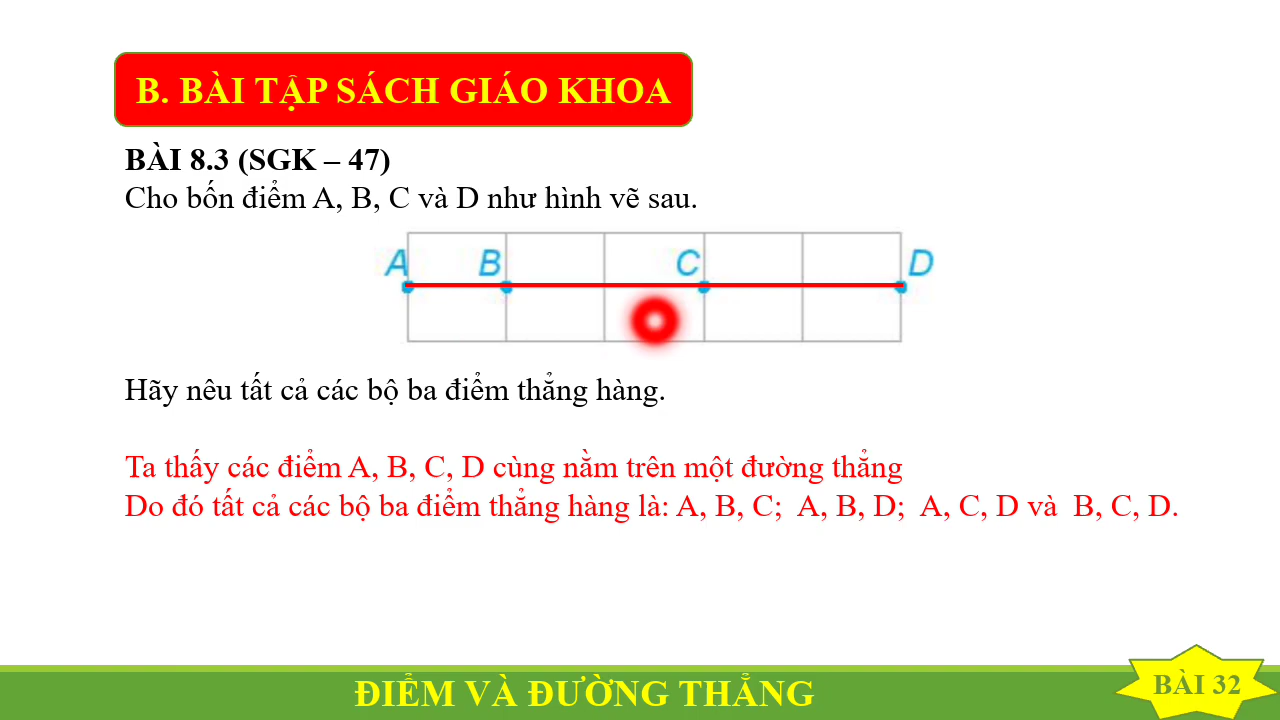 B. BÀI TẬP SÁCH GIÁO KHOA
BÀI 8.3 (SGK – 47)
Cho bốn điểm A, B, C và D như hình vẽ sau.
A B C D
Hãy nêu tất cả các bộ ba điểm thẳng hàng.
Ta thấy các điểm A, B, C, D cùng nằm trên một đường thẳng
Do đó tất cả các bộ ba điểm thẳng hàng là: A, B, C; A, B, D; A, C, D và B, C, D.
ĐIỂM VÀ ĐƯỜNG THẲNG
BÀI 32